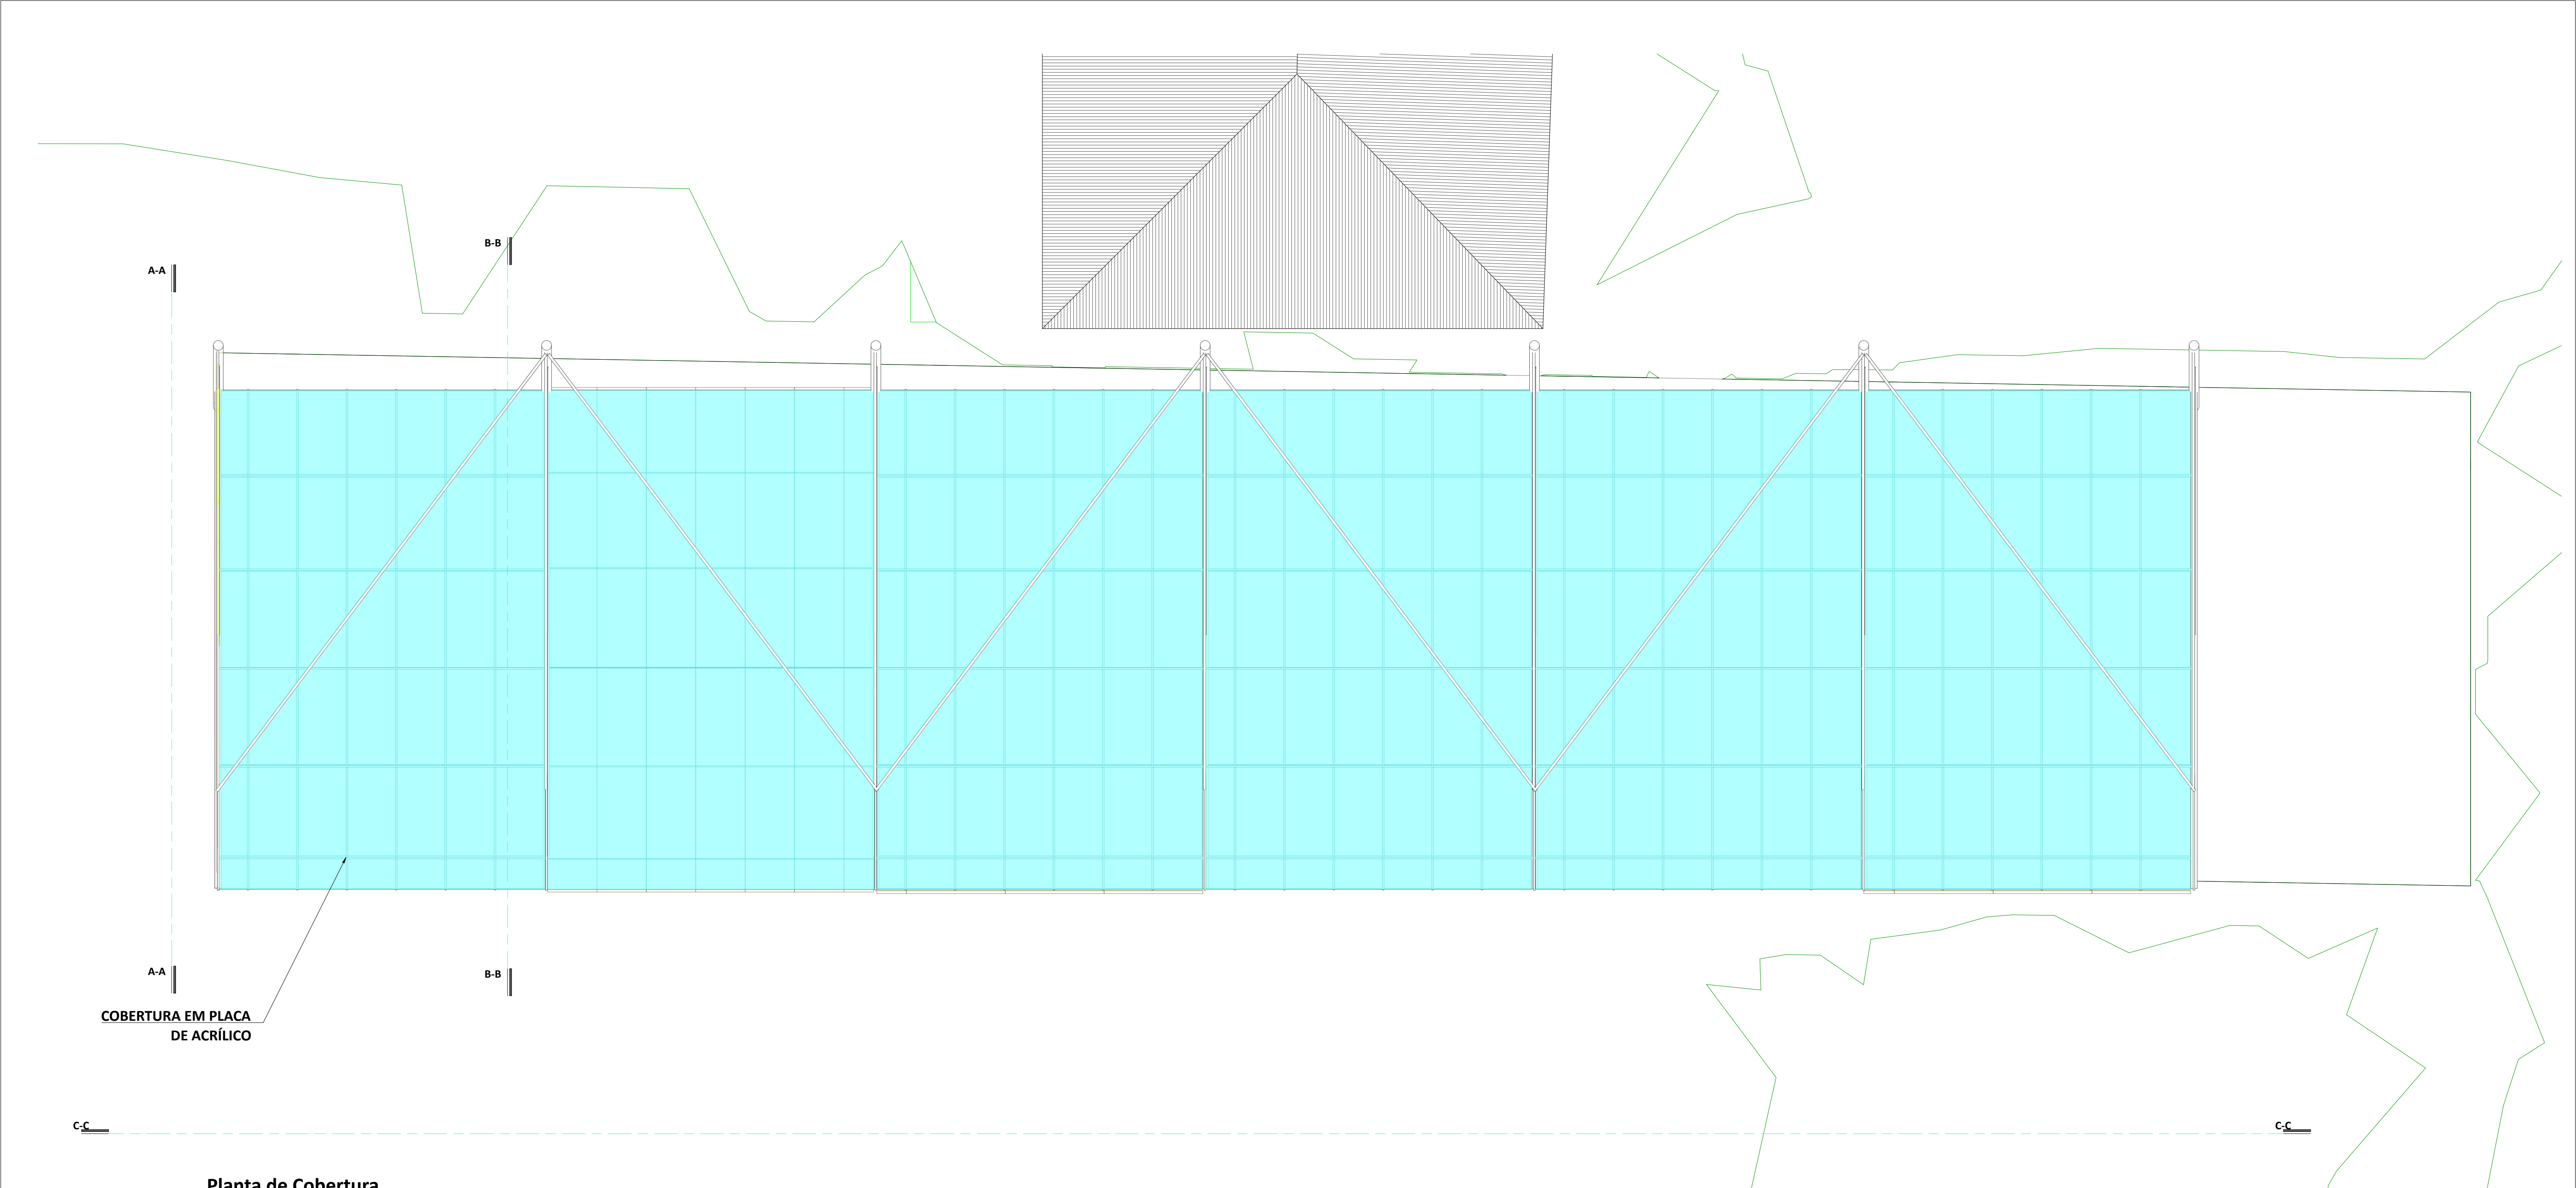 B-B
A-A
A-A
B-B
COBERTURA EM PLACA
DE ACRÍLICO
C-C
C-C
Planta de Cobertura